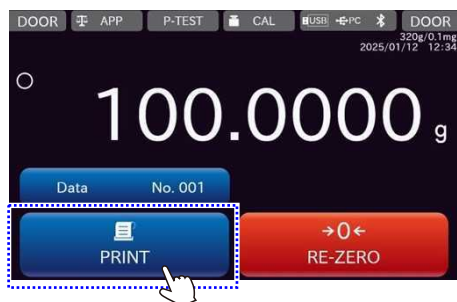 DOOR APP P-TEST CAL USB PC DOOR
320g/0.1mg
2025/01/12 12:34
100.0000 g
Data No. 001
PRINT →0← RE-ZERO